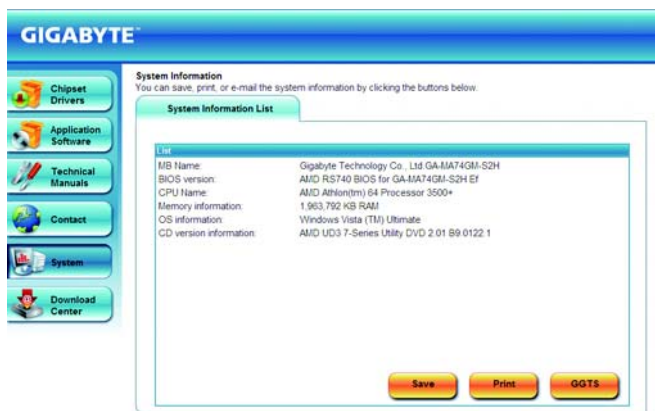 GIGABYTE™
Chipset
Drivers
Application
Software
Technical
Manuals
Contact
System
Download
Center
System Information
You can save, print, or e-mail the system information by clicking the buttons below.
System Information List
List
MB Name: Gigabyte Technology Co., Ltd.GA-MA74GM-S2H
BIOS version: AMD RS740 BIOS for GA-MA74GM-S2H Ef
CPU Name: AMD Athlon(tm) 64 Processor 3500+
Memory information: 1,963,792 KB RAM
OS information: Windows Vista (TM) Ultimate
CD version information: AMD UD3 7-Series Utility DVD 2.01 B9.0122.1
Save Print GGTS